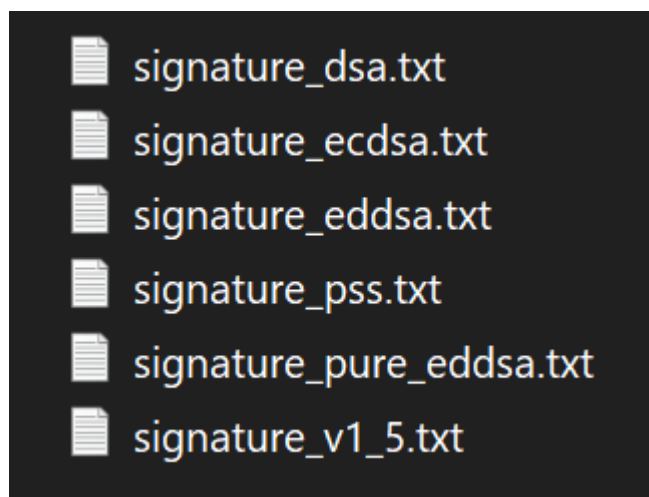 signature_dsa.txt
signature_ecdsa.txt
signature_eddsa.txt
signature_pss.txt
signature_pure_eddsa.txt
signature_v1_5.txt